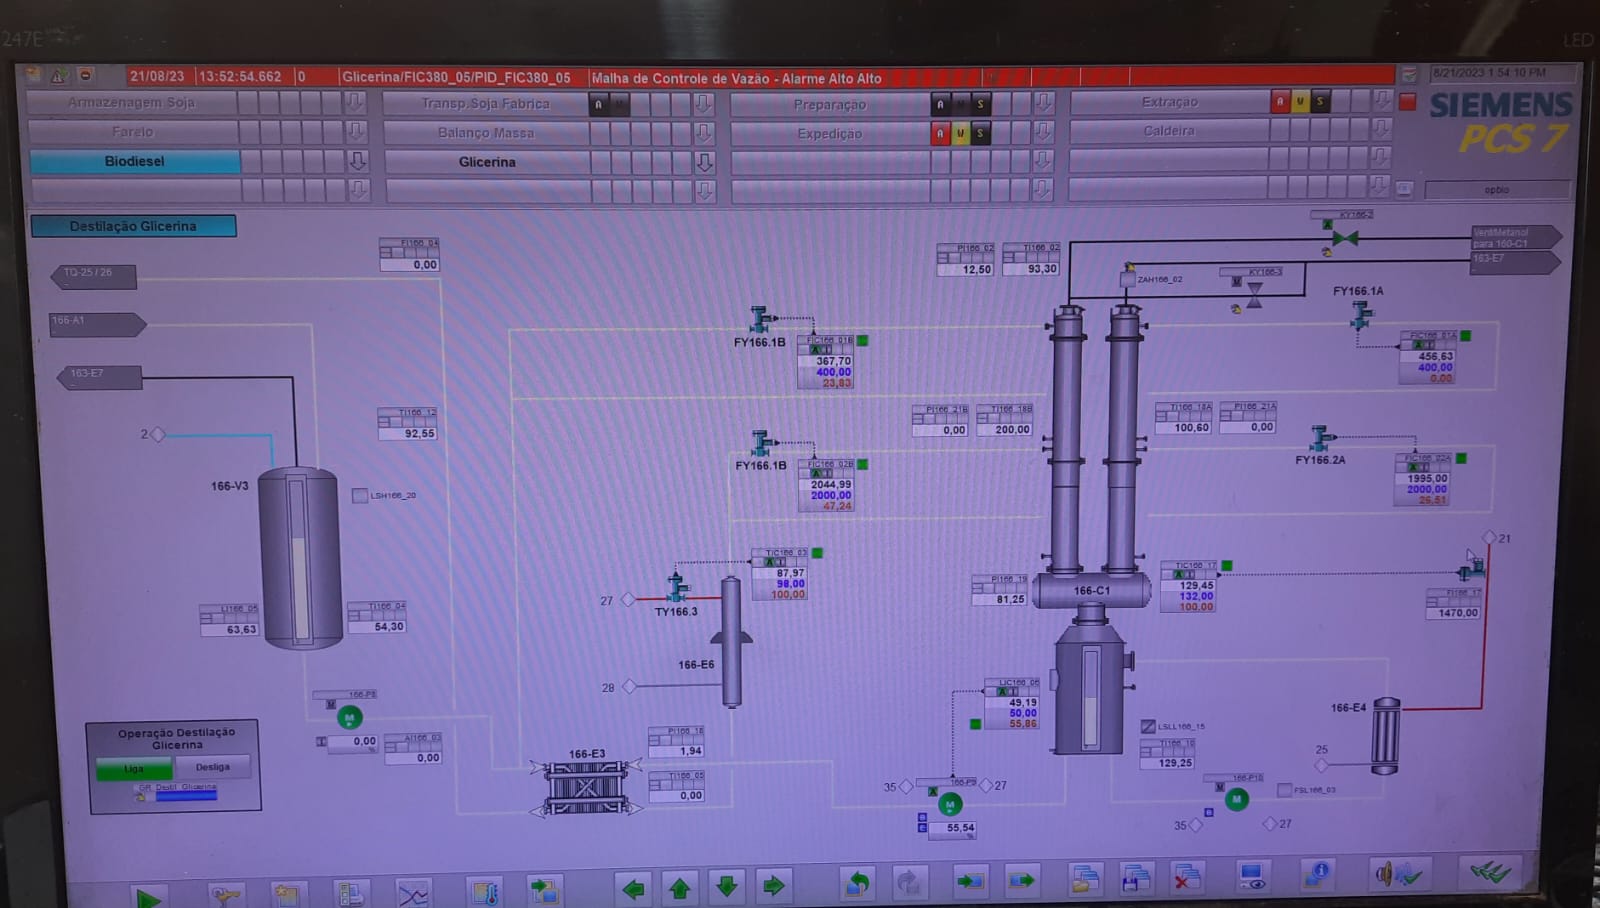 247E
LED
21/08/23 13:52:54.662 0 Glicerina/FIC380_05/PID_FIC380_05 Malha de Controle de Vazão - Alarme Alto Alto
8/21/2023 1:54:10 PM
Armazenagem Soja
Transp.Soja Fabrica A W
Preparação A W S
Extração A W S
SIEMENS
PCS 7
Farelo
Balanço Massa
Expedição A W S
Caldeira
Biodiesel
Glicerina
opbio
Destilação Glicerina
KY166-2
Vent/Metanol
para 160-C1
163-E7
FI166_04
0,00
PI166_02
12,50
TI166_02
93,30
TQ-25 / 26
ZAH166_02
KY166-3
M
FY166.1A
166-A1
FY166.1B
FIC166_01B
367,70
400,00
23,83
FIC166_01A
456,63
400,00
0,00
163-E7
TI166_12
92,55
PI166_21B
0,00
TI166_18B
200,00
TI166_18A
100,60
PI166_21A
0,00
2
FY166.1B
FIC166_02B
2044,99
2000,00
47,24
FY166.2A
FIC166_02A
1995,00
2000,00
26,51
166-V3
LSH166_20
21
TIC166_03
87,97
98,00
100,00
27
TY166.3
PI166_19
81,25
166-C1
TIC166_17
129,45
132,00
100,00
FI166_17
1470,00
LI166_05
63,63
TI166_04
54,30
166-E6
28
LIC166_06
49,19
50,00
55,86
166-P8
M
M
0,00
%
AI166_03
0,00
PI166_18
1,94
LSLL166_15
TI166_10
129,25
166-E4
25
Operação Destilação
Glicerina
Liga Desliga
GR_Destil_Glicerina
166-E3
TI166_05
0,00
35
166-P9
27
A
M
55,54
%
166-P10
M
M
FSL166_03
35
27